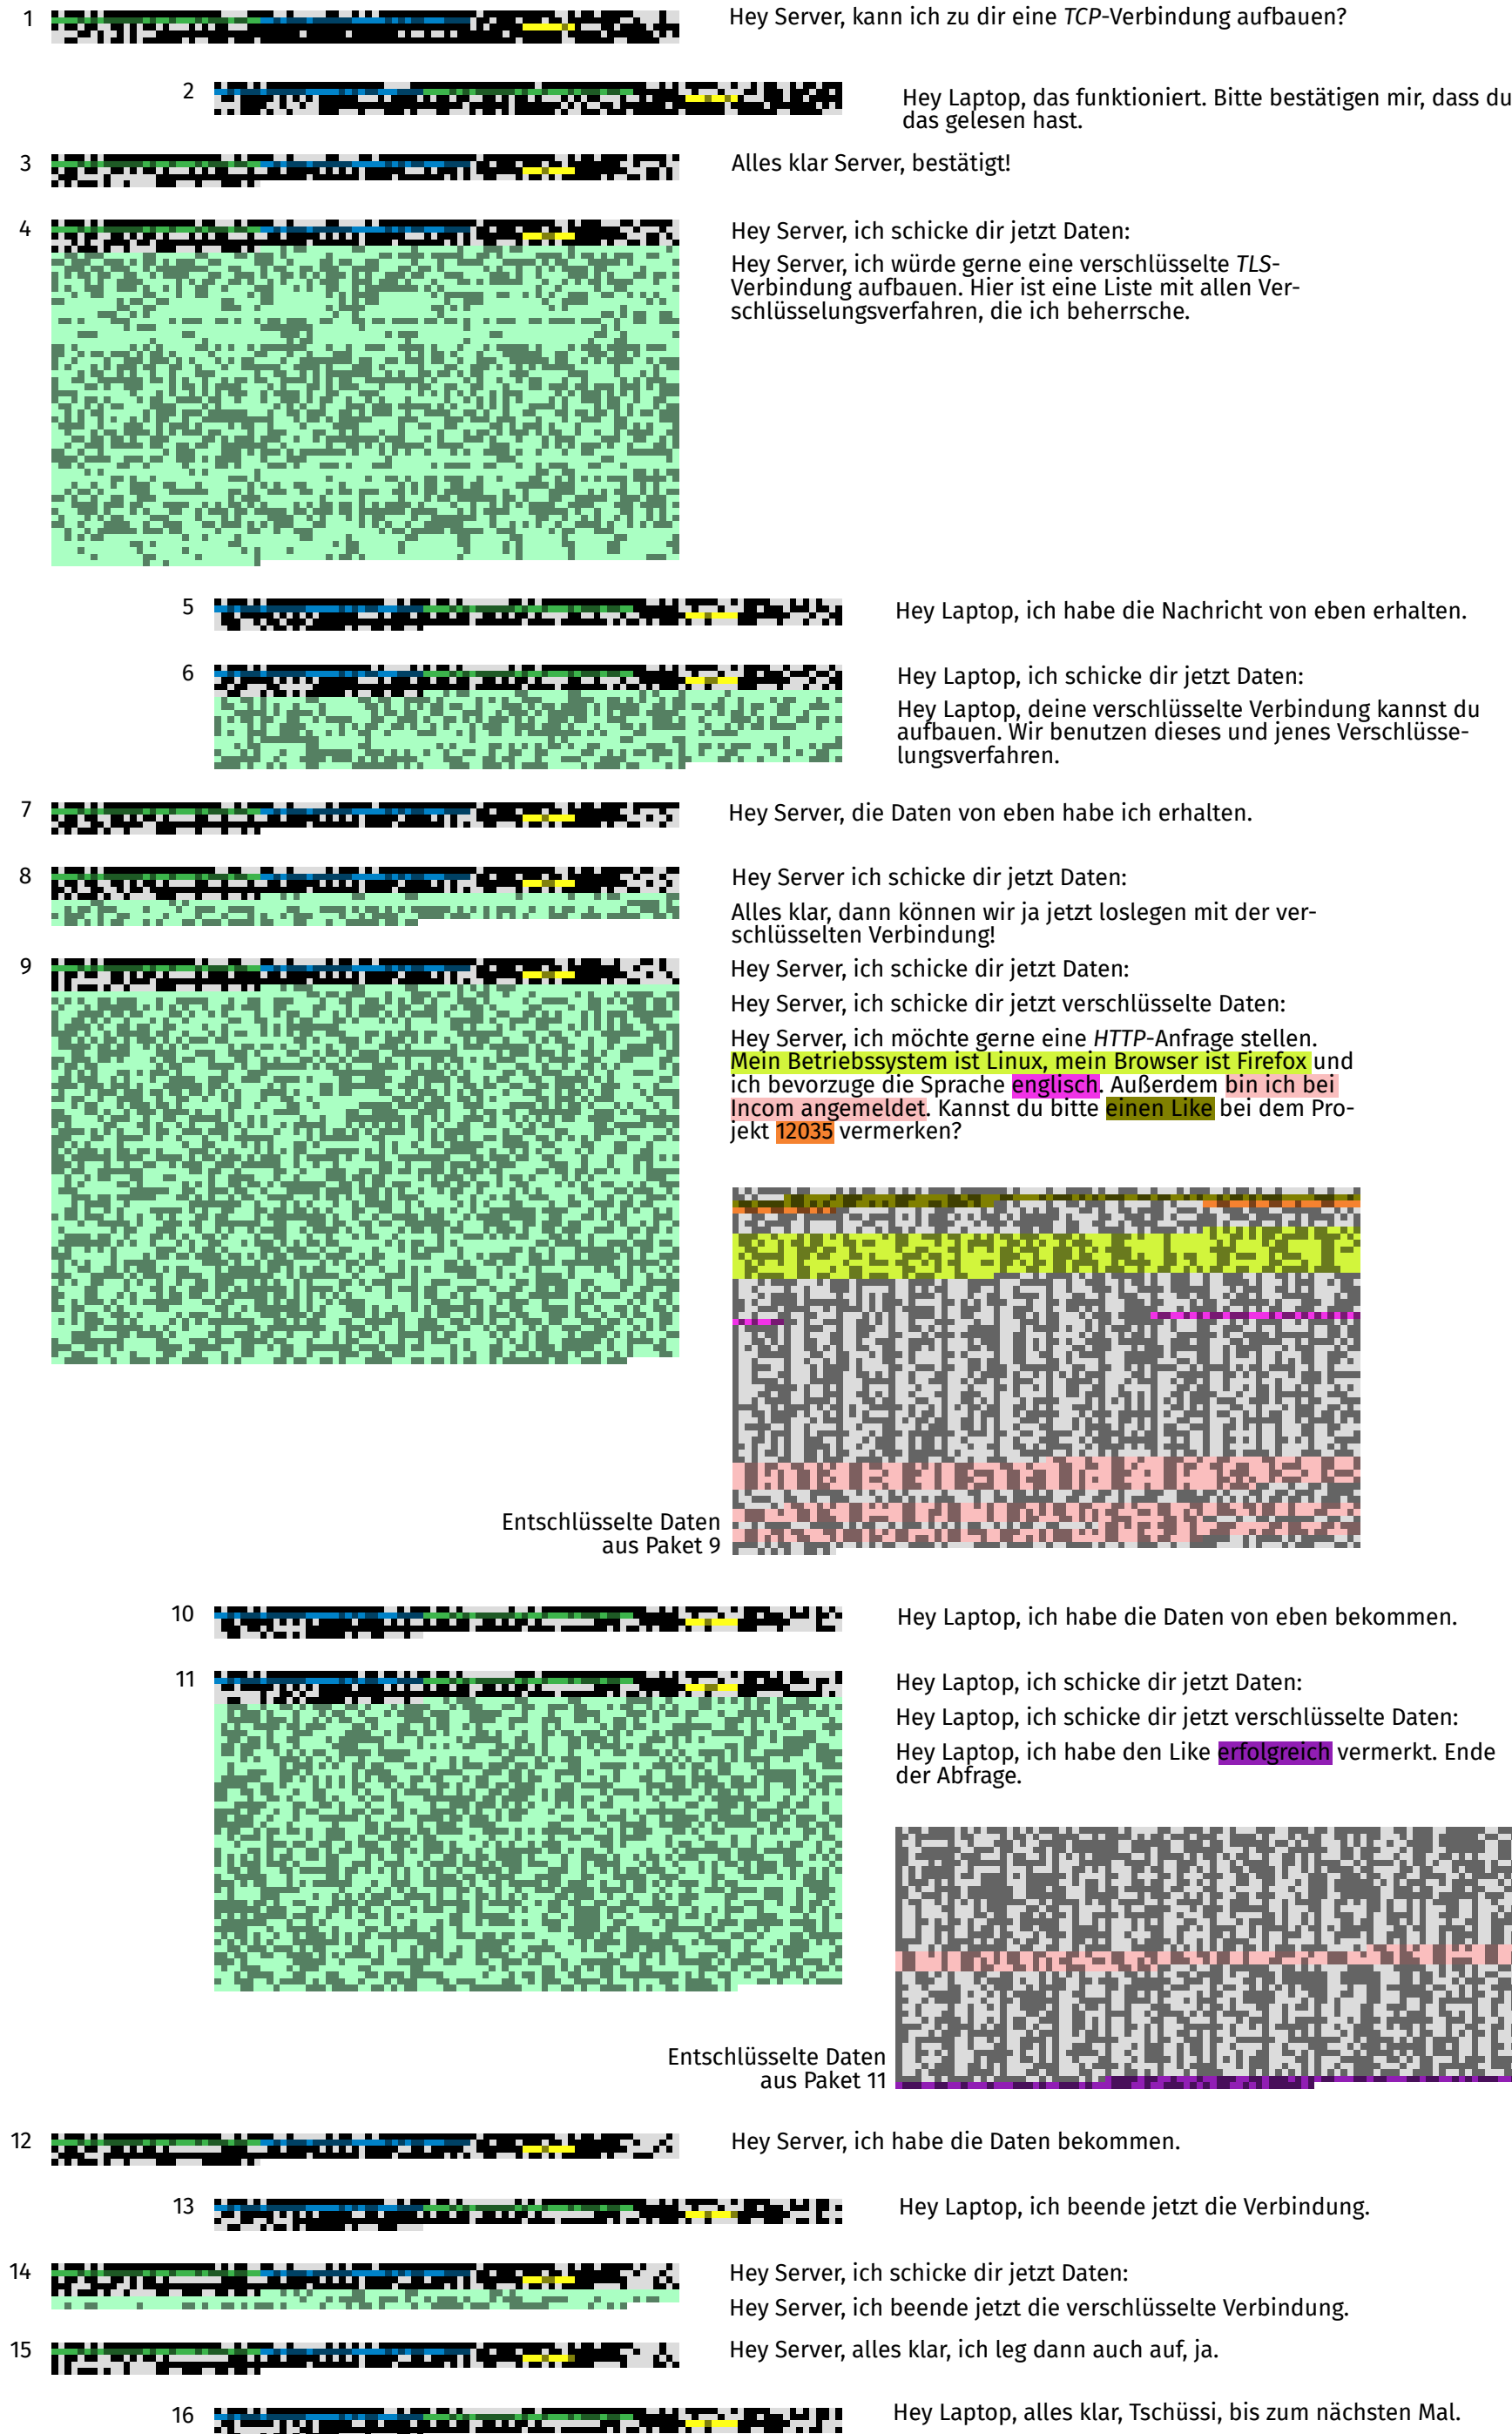 1 Hey Server, kann ich zu dir eine TCP-Verbindung aufbauen?
2 Hey Laptop, das funktioniert. Bitte bestätigen mir, dass du
das gelesen hast.
3 Alles klar Server, bestätigt!
4 Hey Server, ich schicke dir jetzt Daten:
Hey Server, ich würde gerne eine verschlüsselte TLS-
Verbindung aufbauen. Hier ist eine Liste mit allen Ver-
schlüsselungsverfahren, die ich beherrsche.
5 Hey Laptop, ich habe die Nachricht von eben erhalten.
6 Hey Laptop, ich schicke dir jetzt Daten:
Hey Laptop, deine verschlüsselte Verbindung kannst du
aufbauen. Wir benutzen dieses und jenes Verschlüsse-
lungsverfahren.
7 Hey Server, die Daten von eben habe ich erhalten.
8 Hey Server ich schicke dir jetzt Daten:
Alles klar, dann können wir ja jetzt loslegen mit der ver-
schlüsselten Verbindung!
9 Hey Server, ich schicke dir jetzt Daten:
Hey Server, ich schicke dir jetzt verschlüsselte Daten:
Hey Server, ich möchte gerne eine HTTP-Anfrage stellen.
Mein Betriebssystem ist Linux, mein Browser ist Firefox und
ich bevorzuge die Sprache englisch. Außerdem bin ich bei
Incom angemeldet. Kannst du bitte einen Like bei dem Pro-
jekt 12035 vermerken?
Entschlüsselte Daten
aus Paket 9
10 Hey Laptop, ich habe die Daten von eben bekommen.
11 Hey Laptop, ich schicke dir jetzt Daten:
Hey Laptop, ich schicke dir jetzt verschlüsselte Daten:
Hey Laptop, ich habe den Like erfolgreich vermerkt. Ende
der Abfrage.
Entschlüsselte Daten
aus Paket 11
12 Hey Server, ich habe die Daten bekommen.
13 Hey Laptop, ich beende jetzt die Verbindung.
14 Hey Server, ich schicke dir jetzt Daten:
Hey Server, ich beende jetzt die verschlüsselte Verbindung.
15 Hey Server, alles klar, ich leg dann auch auf, ja.
16 Hey Laptop, alles klar, Tschüssi, bis zum nächsten Mal.